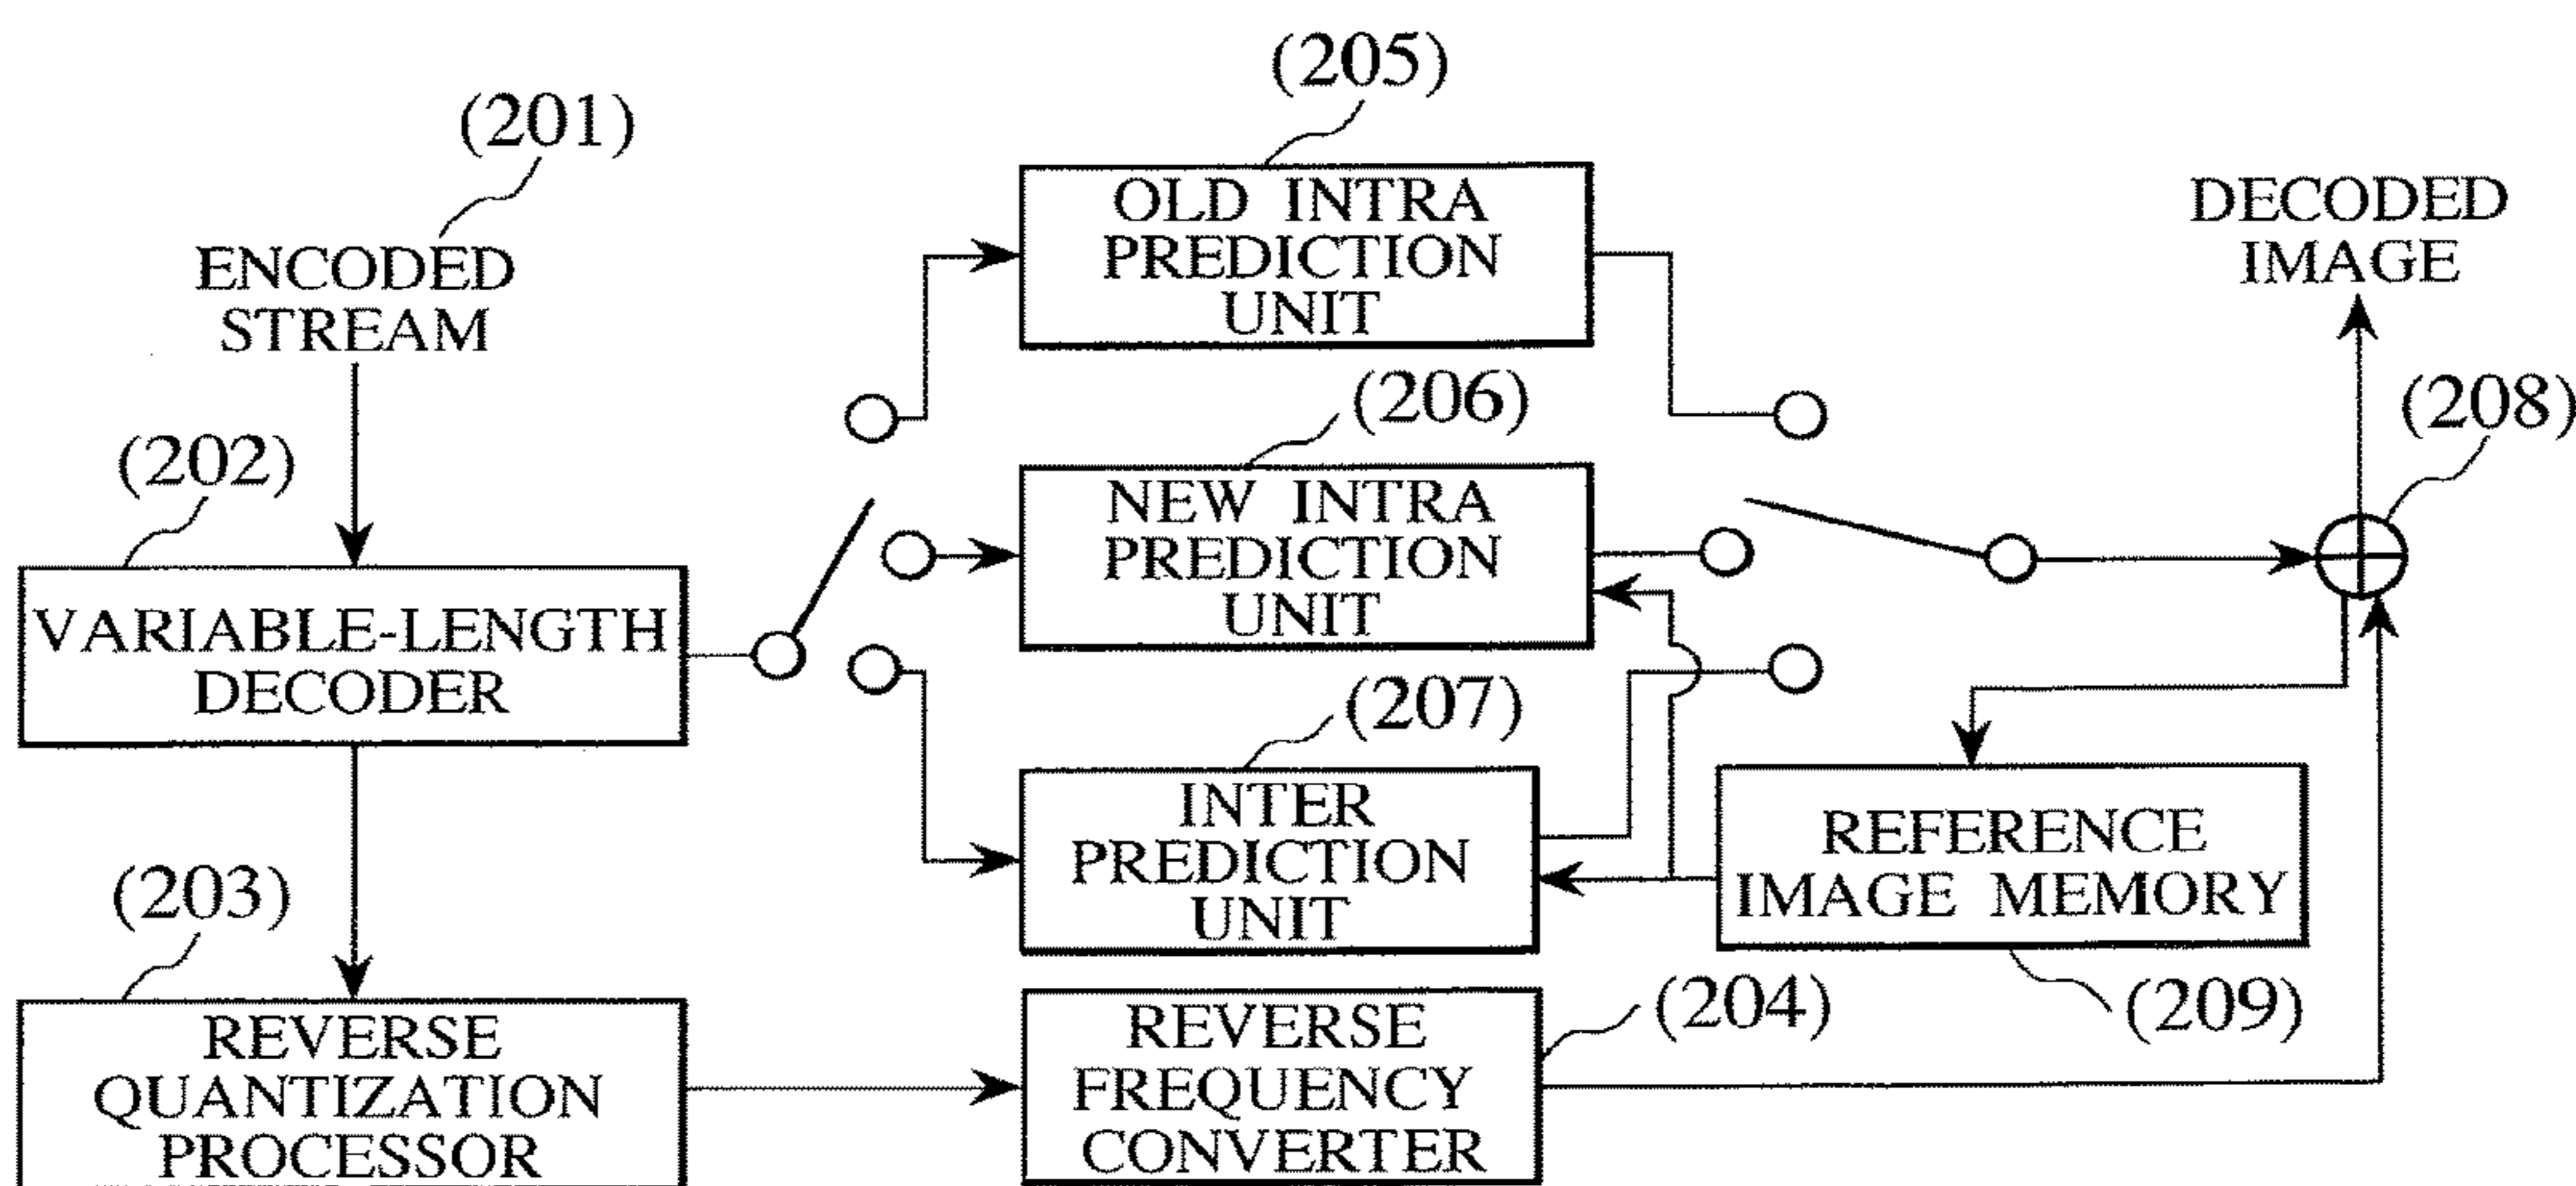 (205)
(201)
OLD INTRA
PREDICTION
UNIT
DECODED
IMAGE
ENCODED
STREAM
(206)
(208)
(202)
NEW INTRA
PREDICTION
UNIT
VARIABLE-LENGTH
DECODER
(207)
INTER
PREDICTION
UNIT
REFERENCE
IMAGE MEMORY
(203)
(204)
(209)
REVERSE
QUANTIZATION
PROCESSOR
REVERSE
FREQUENCY
CONVERTER